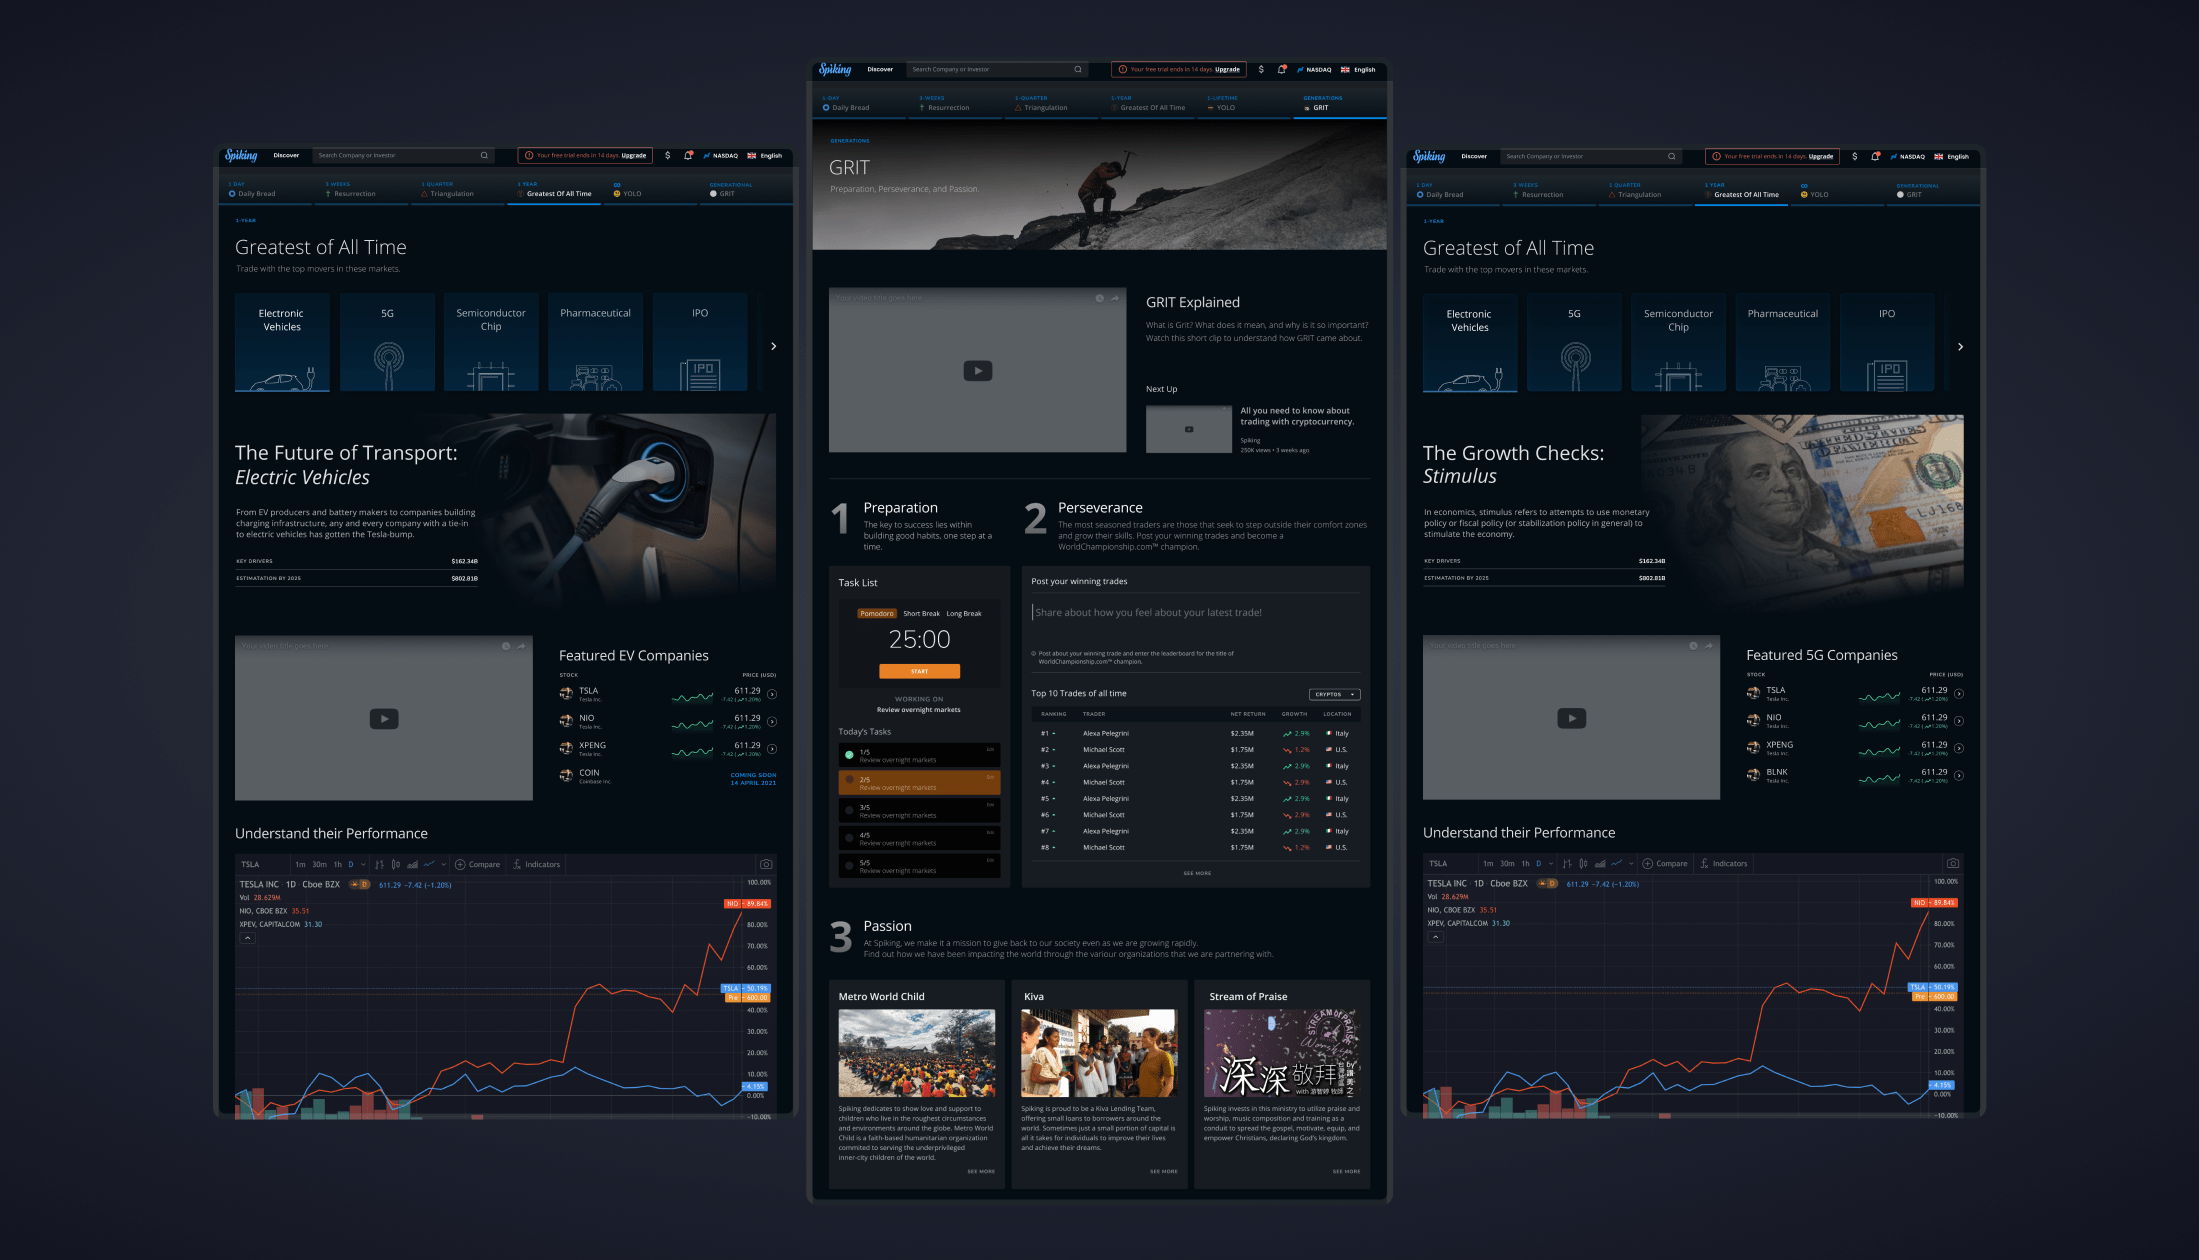 Spiking Discover Search Company or Investor Your free trial ends in 14 days. Upgrade $ NASDAQ English
1 DAY 3 WEEKS 1 QUARTER 1 YEAR ∞ GENERATIONAL
Daily Bread Resurrection Triangulation Greatest Of All Time YOLO GRIT
1-YEAR
Greatest of All Time
Trade with the top movers in these markets.
Electronic Vehicles
5G
Semiconductor Chip
Pharmaceutical
IPO
IPO
The Future of Transport:
Electric Vehicles
From EV producers and battery makers to companies building
charging infrastructure, any and every company with a tie-in
to electric vehicles has gotten the Tesla-bump.
KEY DRIVERS $162.34B
ESTIMATATION BY 2025 $802.81B
Your video title goes here
Featured EV Companies
STOCK PRICE (USD)
TSLA 611.29
Tesla Inc. -7.42 (1.20%)
NIO 611.29
Tesla Inc. -7.42 (1.20%)
XPENG 611.29
Tesla Inc. -7.42 (1.20%)
COIN COMING SOON
Coinbase Inc. 14 APRIL 2021
Understand their Performance
TSLA 1m 30m 1h D Compare Indicators
TESLA INC · 1D · Cboe BZX D 611.29 −7.42 (−1.20%)
Vol 28.629M
NIO, CBOE BZX 35.51
XPEV, CAPITALCOM 31.30
100.00%
NIO 89.84%
80.00%
70.00%
60.00%
TSLA 50.19%
Pre 600.00
40.00%
30.00%
20.00%
10.00%
4.15%
0.00%
−10.00%
Spiking Discover Search Company or Investor Your free trial ends in 14 days. Upgrade $ NASDAQ English
1-DAY 3-WEEKS 1-QUARTER 1-YEAR 1-LIFETIME GENERATIONS
Daily Bread Resurrection Triangulation Greatest Of All Time YOLO GRIT
GENERATIONS
GRIT
Preparation, Perseverance, and Passion.
Your video title goes here
GRIT Explained
What is Grit? What does it mean, and why is it so important?
Watch this short clip to understand how GRIT came about.
Next Up
All you need to know about
trading with cryptocurrency.
Spiking
250K views • 3 weeks ago
1 Preparation
The key to success lies within
building good habits, one step at a
time.
2 Perseverance
The most seasoned traders are those that seek to step outside their comfort zones
and grow their skills. Post your winning trades and become a
WorldChampionship.com™ champion.
Task List
Pomodoro Short Break Long Break
25:00
START
WORKING ON
Review overnight markets
Today's Tasks
1/5
Review overnight markets
2/5
Review overnight markets
3/5
Review overnight markets
4/5
Review overnight markets
5/5
Review overnight markets
Post your winning trades
Share about how you feel about your latest trade!
Post about your winning trade and enter the leaderboard for the title of
WorldChampionship.com™ champion.
Top 10 Trades of all time CRYPTOS
RANKING TRADER NET RETURN GROWTH LOCATION
#1 Alexa Pelegrini $2.35M 2.9% Italy
#2 Michael Scott $1.75M 1.2% U.S.
#3 Alexa Pelegrini $2.35M 2.9% Italy
#4 Michael Scott $1.75M 2.9% U.S.
#5 Alexa Pelegrini $2.35M 2.9% Italy
#6 Michael Scott $1.75M 2.9% U.S.
#7 Alexa Pelegrini $2.35M 2.9% Italy
#8 Michael Scott $1.75M 1.2% U.S.
SEE MORE
3 Passion
At Spiking, we make it a mission to give back to our society even as we are growing rapidly.
Find out how we have been impacting the world through the variour organizations that we are partnering with.
Metro World Child
Spiking dedicates to show love and support to
children who live in the roughest circumstances
and environments around the globe. Metro World
Child is a faith-based humanitarian organization
commited to serving the underprivileged
inner-city children of the world.
SEE MORE
Kiva
Spiking is proud to be a Kiva Lending Team,
offering small loans to borrowers around the
world. Sometimes just a small portion of capital is
all it takes for individuals to improve their lives
and achieve their dreams.
SEE MORE
Stream of Praise
STREAM OF PRAISE
Worship
深深敬拜
with 游智婷 牧師
Spiking invests in this ministry to utilize praise and
worship, music composition and training as a
conduit to spread the gospel, motivate, equip, and
empower Christians, declaring God's kingdom.
SEE MORE
Spiking Discover Search Company or Investor Your free trial ends in 14 days. Upgrade $ NASDAQ English
1 DAY 3 WEEKS 1 QUARTER 1 YEAR ∞ GENERATIONAL
Daily Bread Resurrection Triangulation Greatest Of All Time YOLO GRIT
1-YEAR
Greatest of All Time
Trade with the top movers in these markets.
Electronic Vehicles
5G
Semiconductor Chip
Pharmaceutical
IPO
IPO
The Growth Checks:
Stimulus
In economics, stimulus refers to attempts to use monetary
policy or fiscal policy (or stabilization policy in general) to
stimulate the economy.
KEY DRIVERS $162.34B
ESTIMATATION BY 2025 $802.81B
Your video title goes here
Featured 5G Companies
STOCK PRICE (USD)
TSLA 611.29
Tesla Inc. -7.42 (1.20%)
NIO 611.29
Tesla Inc. -7.42 (1.20%)
XPENG 611.29
Tesla Inc. -7.42 (1.20%)
BLNK 611.29
Tesla Inc. -7.42 (1.20%)
Understand their Performance
TSLA 1m 30m 1h D Compare Indicators
TESLA INC · 1D · Cboe BZX D 611.29 −7.42 (−1.20%)
Vol 28.629M
NIO, CBOE BZX 35.51
XPEV, CAPITALCOM 31.30
100.00%
NIO 89.84%
80.00%
70.00%
60.00%
TSLA 50.19%
Pre 600.00
40.00%
30.00%
20.00%
10.00%
4.15%
0.00%
−10.00%